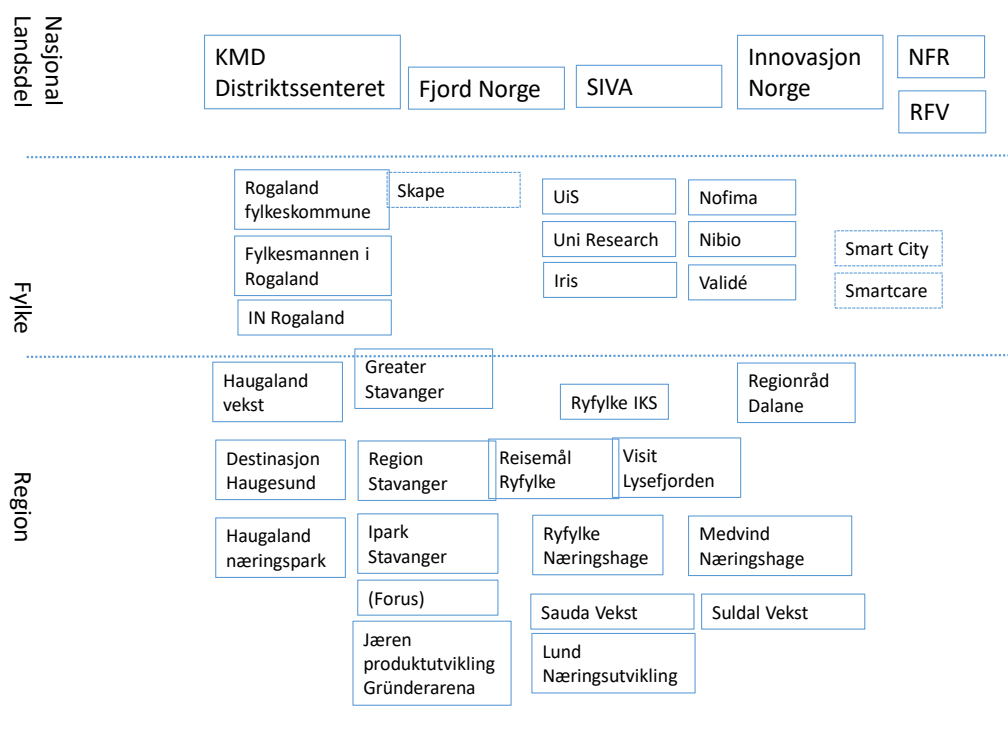 Nasjonal
Landsdel
KMD
Distriktssenteret
Fjord Norge
SIVA
Innovasjon
Norge
NFR
RFV
Fylke
Rogaland
fylkeskommune
Skape
UiS
Nofima
Fylkesmannen i
Rogaland
Uni Research
Nibio
Smart City
Iris
Validé
Smartcare
IN Rogaland
Region
Haugaland
vekst
Greater
Stavanger
Ryfylke IKS
Regionråd
Dalane
Destinasjon
Haugesund
Region
Stavanger
Reisemål
Ryfylke
Visit
Lysefjorden
Haugaland
næringspark
Ipark
Stavanger
Ryfylke
Næringshage
Medvind
Næringshage
(Forus)
Sauda Vekst
Suldal Vekst
Jæren
produktutvikling
Gründerarena
Lund
Næringsutvikling